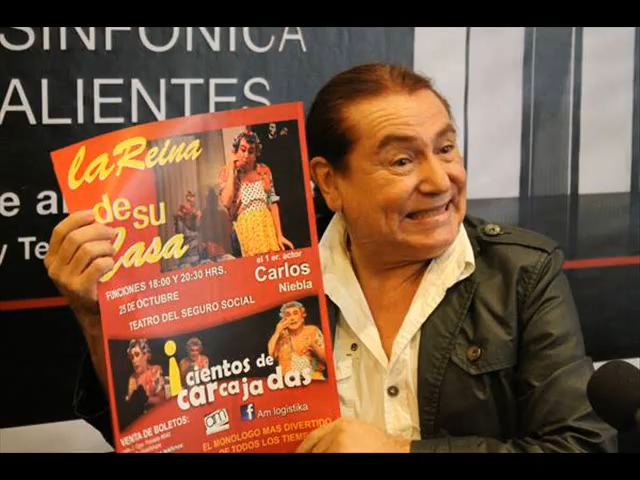 SINFÓNICA
ALIENTES
e a
y Te
la Reina
de su
Casa
FUNCIONES 18:00 Y 20:30 HRS.
25 DE OCTUBRE
TEATRO DEL SEGURO SOCIAL
el 1 er. actor
Carlos
Niebla
¡cientos de
carcajadas
VENTA DE BOLETOS:
Am logistika
EL MONOLOGO MAS DIVERTIDO
DE TODOS LOS TIEM